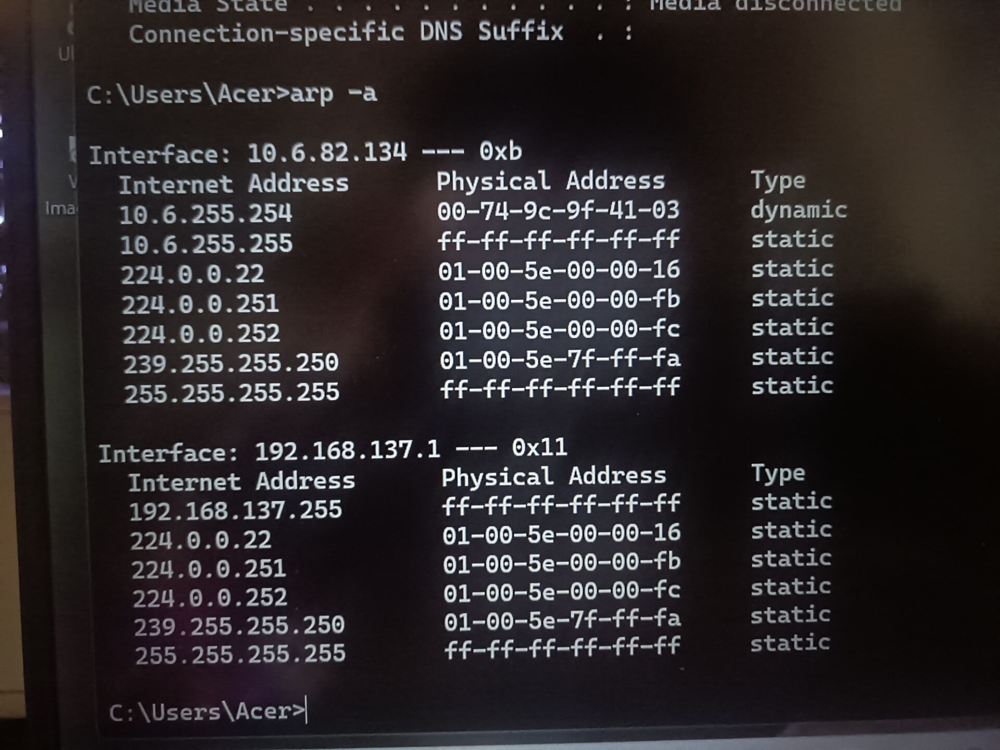 Media State . . . . . . . . . . . : Media disconnected
Connection-specific DNS Suffix  . :
C:\Users\Acer>arp -a
Interface: 10.6.82.134 --- 0xb
Internet Address Physical Address Type
10.6.255.254 00-74-9c-9f-41-03 dynamic
10.6.255.255 ff-ff-ff-ff-ff-ff static
224.0.0.22 01-00-5e-00-00-16 static
224.0.0.251 01-00-5e-00-00-fb static
224.0.0.252 01-00-5e-00-00-fc static
239.255.255.250 01-00-5e-7f-ff-fa static
255.255.255.255 ff-ff-ff-ff-ff-ff static
Interface: 192.168.137.1 --- 0x11
Internet Address Physical Address Type
192.168.137.255 ff-ff-ff-ff-ff-ff static
224.0.0.22 01-00-5e-00-00-16 static
224.0.0.251 01-00-5e-00-00-fb static
224.0.0.252 01-00-5e-00-00-fc static
239.255.255.250 01-00-5e-7f-ff-fa static
255.255.255.255 ff-ff-ff-ff-ff-ff static
C:\Users\Acer>